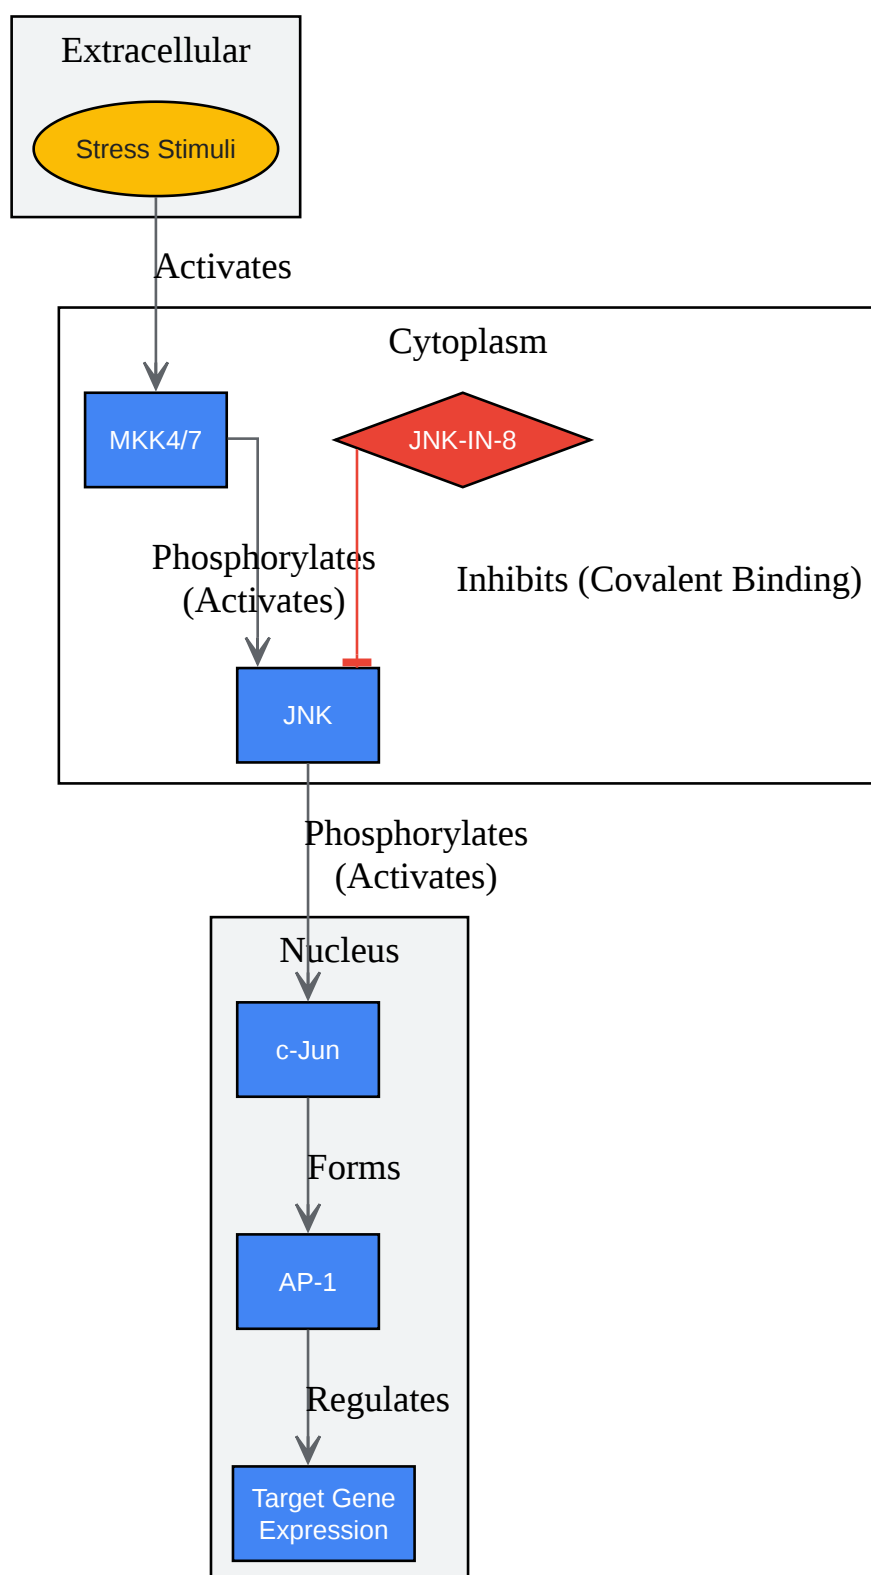 Extracellular
Stress Stimuli
Activates
Cytoplasm
MKK4/7
JNK-IN-8
Phosphorylates
(Activates)
Inhibits (Covalent Binding)
JNK
Phosphorylates
(Activates)
Nucleus
c-Jun
Forms
AP-1
Regulates
Target Gene
Expression